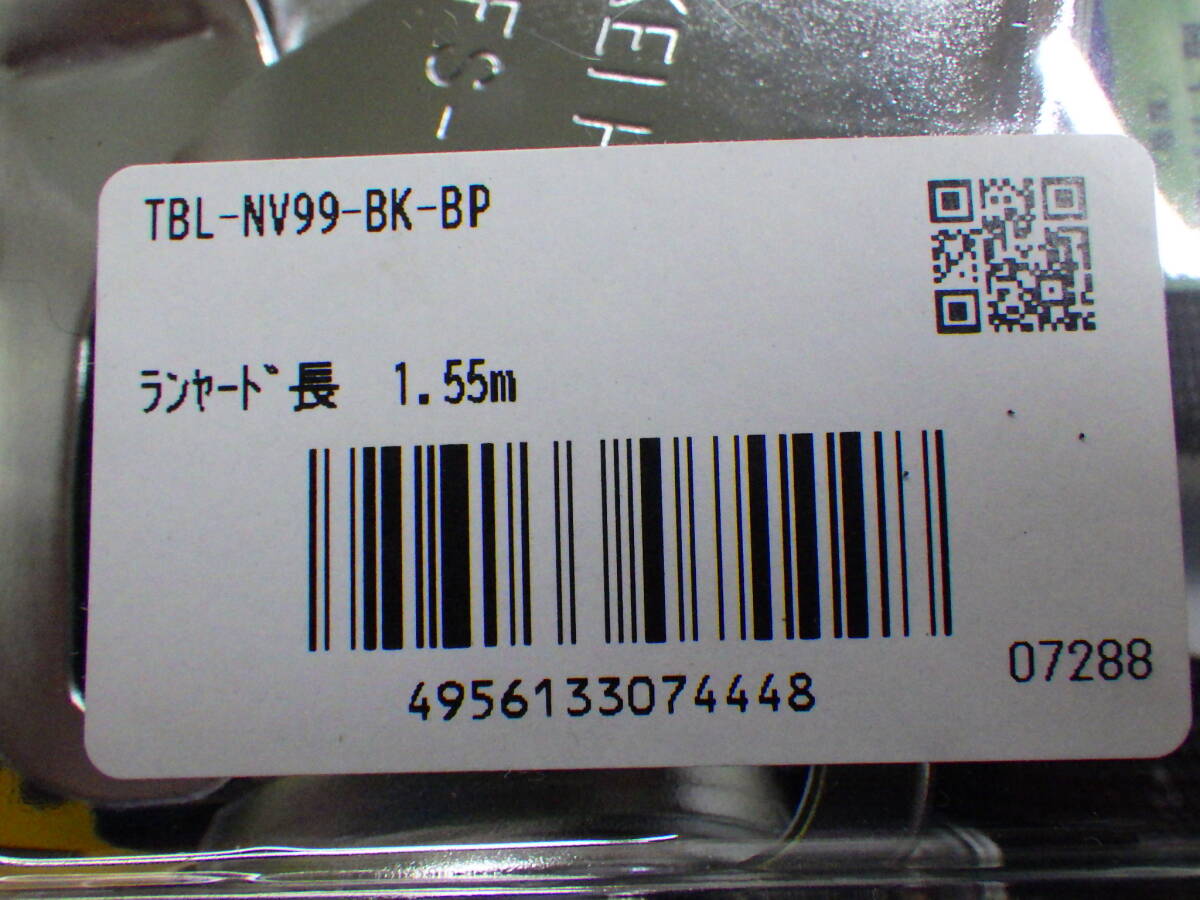 TBL-NV99-BK-BP
ﾗﾝﾔｰﾄﾞ長　1.55m
4956133074448
07288